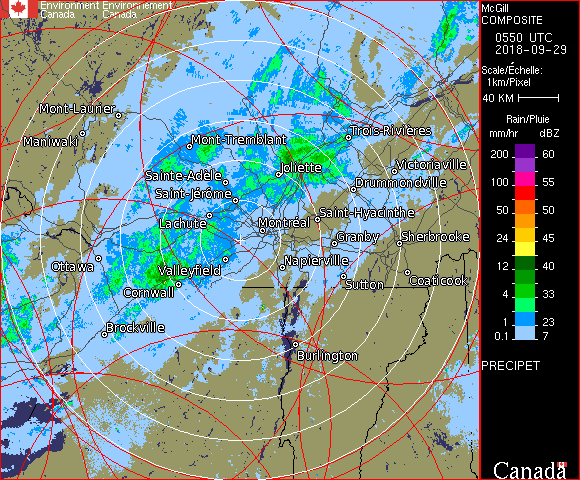 Environment Environnement
Canada Canada
McGill
COMPOSITE
0550 UTC
2018-09-29
Scale/Échelle:
1km/Pixel
40 KM
Rain/Pluie
mm/hr dBZ
200 60
100 55
50 50
24 45
12 40
4 33
1 23
0.1 7
PRECIPET
Canada
Mont-Laurier
Maniwaki
Mont-Tremblant
Trois-Rivières
Sainte-Adèle
Joliette
Victoriaville
Saint-Jérôme
Drummondville
Lachute
Montréal
Saint-Hyacinthe
Granby
Sherbrooke
Ottawa
Valleyfield
Napierville
Cornwall
Sutton
Coaticook
Brockville
Burlington